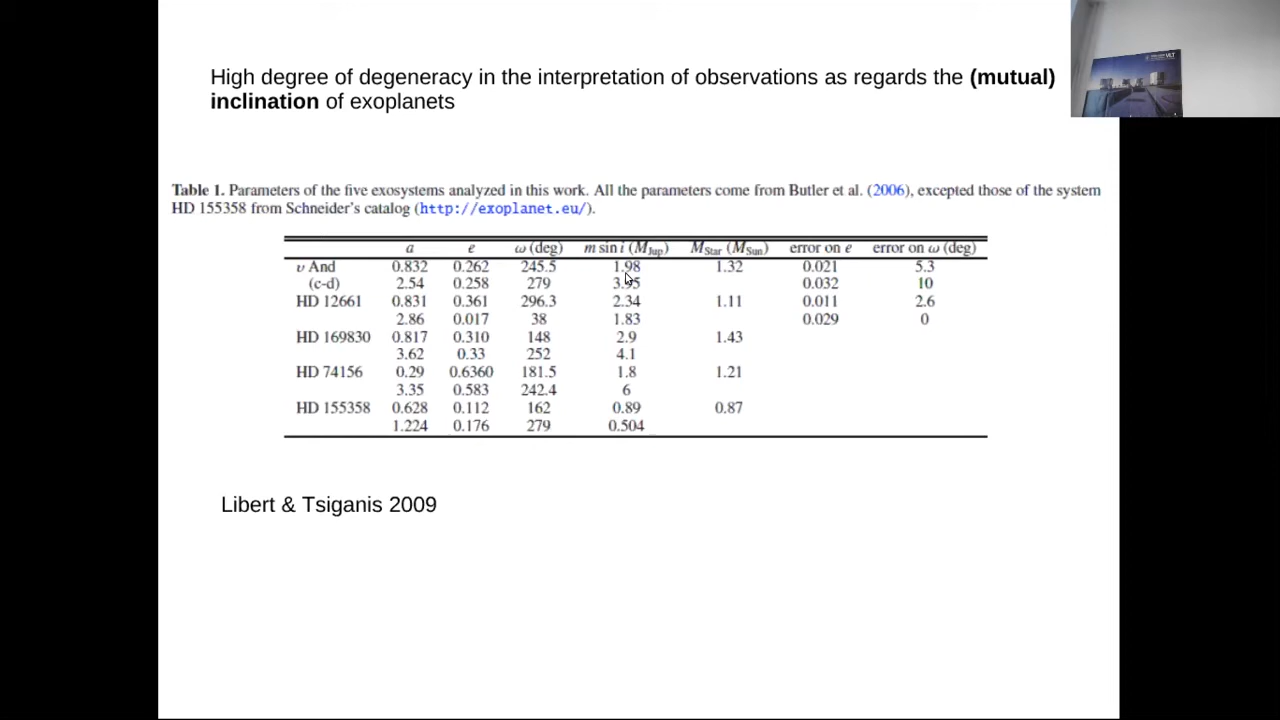 High degree of degeneracy in the interpretation of observations as regards the (mutual)
inclination of exoplanets
VLT
Table 1. Parameters of the five exosystems analyzed in this work. All the parameters come from Butler et al. (2006), excepted those of the system
HD 155358 from Schneider's catalog (http://exoplanet.eu/).
a e ω (deg) m sin i (MJup) MStar (MSun) error on e error on ω (deg)
υ And 0.832 0.262 245.5 1.98 1.32 0.021 5.3
(c-d) 2.54 0.258 279 3.95 0.032 10
HD 12661 0.831 0.361 296.3 2.34 1.11 0.011 2.6
2.86 0.017 38 1.83 0.029 0
HD 169830 0.817 0.310 148 2.9 1.43
3.62 0.33 252 4.1
HD 74156 0.29 0.6360 181.5 1.8 1.21
3.35 0.583 242.4 6
HD 155358 0.628 0.112 162 0.89 0.87
1.224 0.176 279 0.504
Libert & Tsiganis 2009